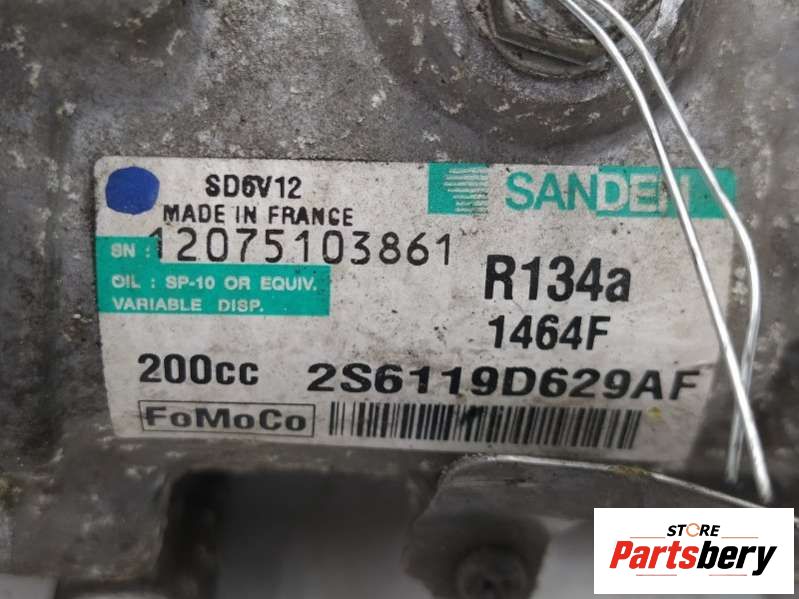 SD6V12
SANDEN
MADE IN FRANCE
SN : 12075103861
OIL : SP-10 OR EQUIV.
VARIABLE DISP.
R134a
1464F
200cc 2S6119D629AF
FoMoCo
STORE
Partsbery